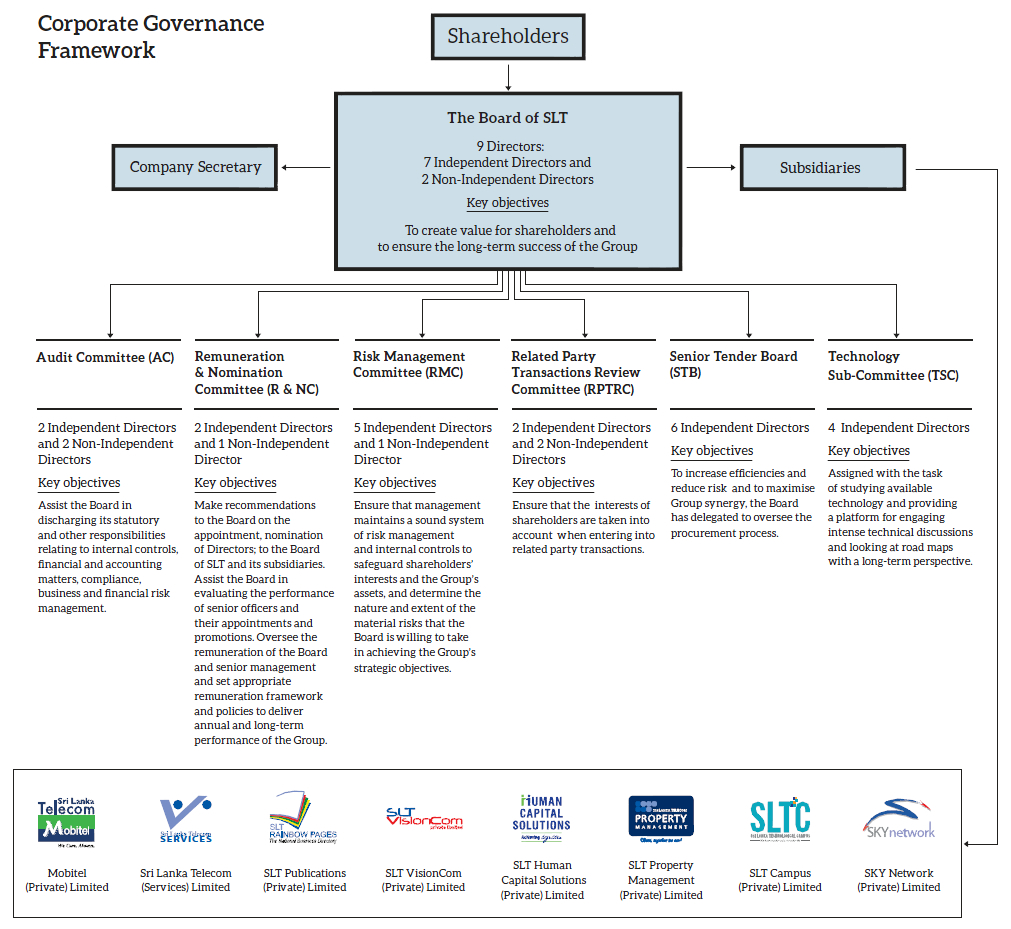 Corporate Governance
Framework
Shareholders
The Board of SLT
9 Directors:
7 Independent Directors and
2 Non-Independent Directors
Key objectives
To create value for shareholders and
to ensure the long-term success of the Group
Company Secretary
Subsidiaries
Audit Committee (AC)
2 Independent Directors
and 2 Non-Independent
Directors
Key objectives
Assist the Board in
discharging its statutory
and other responsibilities
relating to internal controls,
financial and accounting
matters, compliance,
business and financial risk
management.
Remuneration
& Nomination
Committee (R & NC)
2 Independent Directors
and 1 Non-Independent
Director
Key objectives
Make recommendations
to the Board on the
appointment, nomination
of Directors; to the Board
of SLT and its subsidiaries.
Assist the Board in
evaluating the performance
of senior officers and
their appointments and
promotions. Oversee the
remuneration of the Board
and senior management
and set appropriate
remuneration framework
and policies to deliver
annual and long-term
performance of the Group.
Risk Management
Committee (RMC)
5 Independent Directors
and 1 Non-Independent
Director
Key objectives
Ensure that management
maintains a sound system
of risk management
and internal controls to
safeguard shareholders'
interests and the Group's
assets, and determine the
nature and extent of the
material risks that the
Board is willing to take
in achieving the Group's
strategic objectives.
Related Party
Transactions Review
Committee (RPTRC)
2 Independent Directors
and 2 Non-Independent
Directors
Key objectives
Ensure that the interests of
shareholders are taken into
account when entering into
related party transactions.
Senior Tender Board
(STB)
6 Independent Directors
Key objectives
To increase efficiencies and
reduce risk and to maximise
Group synergy, the Board
has delegated to oversee the
procurement process.
Technology
Sub-Committee (TSC)
4 Independent Directors
Key objectives
Assigned with the task
of studying available
technology and providing
a platform for engaging
intense technical discussions
and looking at road maps
with a long-term perspective.
Sri Lanka
Telecom
Mobitel
We Care. Always.
Mobitel
(Private) Limited
Sri Lanka Telecom
SERVICES
Sri Lanka Telecom
(Services) Limited
SLT
RAINBOW PAGES
The National Business Directory
SLT Publications
(Private) Limited
SLT
VisionCom
Private Limited
SLT VisionCom
(Private) Limited
HUMAN
CAPITAL
SOLUTIONS
SLT Human
Capital Solutions
(Private) Limited
SRI LANKA TELECOM
PROPERTY
MANAGEMENT
SLT Property
Management
(Private) Limited
SLTC
SLT Campus
(Private) Limited
SKYnetwork
SKY Network
(Private) Limited